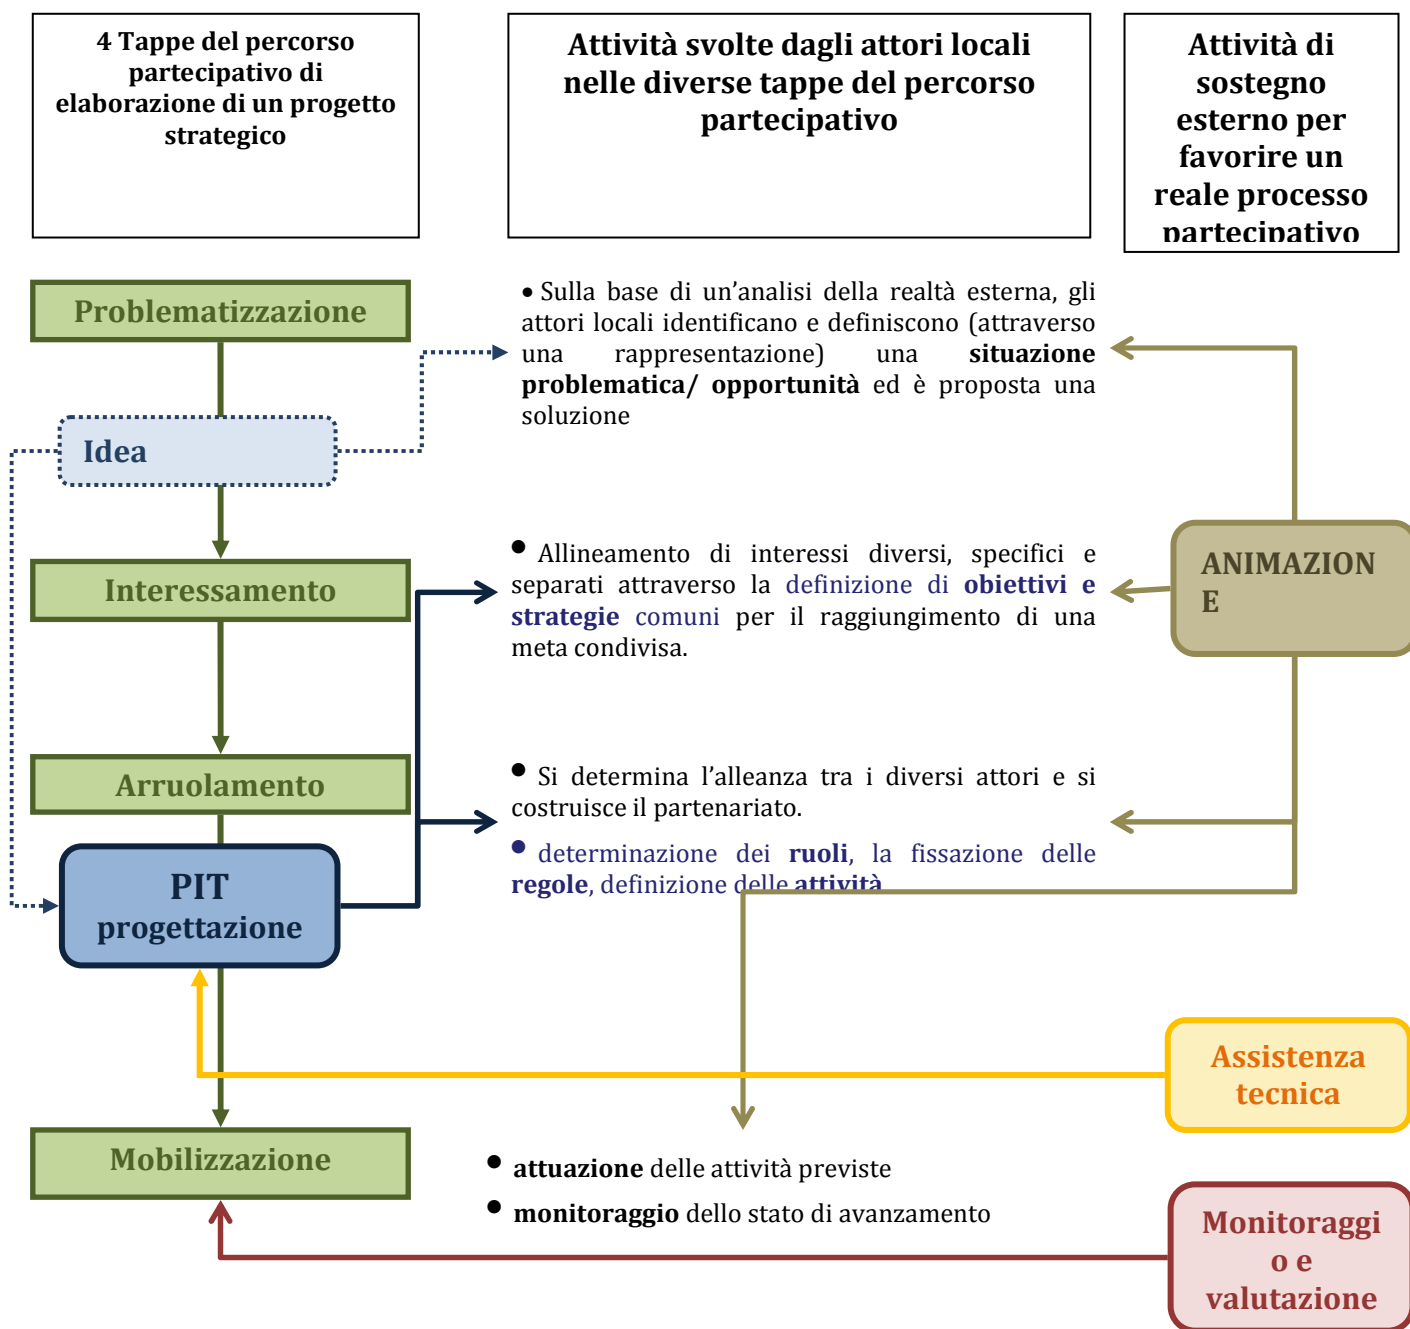 4 Tappe del percorso
partecipativo di
elaborazione di un progetto
strategico
Attività svolte dagli attori locali
nelle diverse tappe del percorso
partecipativo
Attività di
sostegno
esterno per
favorire un
reale processo
partecipativo
Problematizzazione
• Sulla base di un’analisi della realtà esterna, gli
attori locali identificano e definiscono (attraverso
una rappresentazione) una situazione
problematica/ opportunità ed è proposta una
soluzione
Idea
Interessamento
• Allineamento di interessi diversi, specifici e
separati attraverso la definizione di obiettivi e
strategie comuni per il raggiungimento di una
meta condivisa.
ANIMAZION
E
Arruolamento
• Si determina l’alleanza tra i diversi attori e si
costruisce il partenariato.
• determinazione dei ruoli, la fissazione delle
regole, definizione delle attività
PIT
progettazione
Assistenza
tecnica
Mobilizzazione
• attuazione delle attività previste
• monitoraggio dello stato di avanzamento
Monitoraggi
o e
valutazione